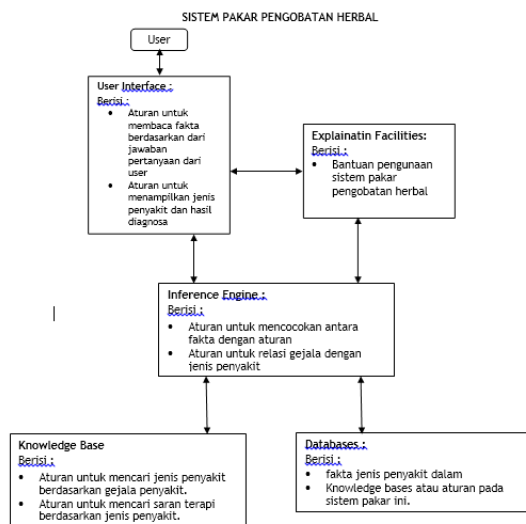 SISTEM PAKAR PENGOBATAN HERBAL
User
User Interface :
Berisi :
• Aturan untuk
membaca fakta
berdasarkan dari
jawaban
pertanyaan dari
user
• Aturan untuk
menampilkan jenis
penyakit dan hasil
diagnosa
Explainatin Facilities:
Berisi :
• Bantuan pengunaan
sistem pakar
pengobatan herbal
Inference Engine :
Berisi :
• Aturan untuk mencocokan antara
fakta dengan aturan
• Aturan untuk relasi gejala dengan
jenis penyakit
Knowledge Base
Berisi :
• Aturan untuk mencari jenis penyakit
berdasarkan gejala penyakit.
• Aturan untuk mencari saran terapi
berdasarkan jenis penyakit.
Databases :
Berisi :
• fakta jenis penyakit dalam
• Knowledge bases atau aturan pada
sistem pakar ini.